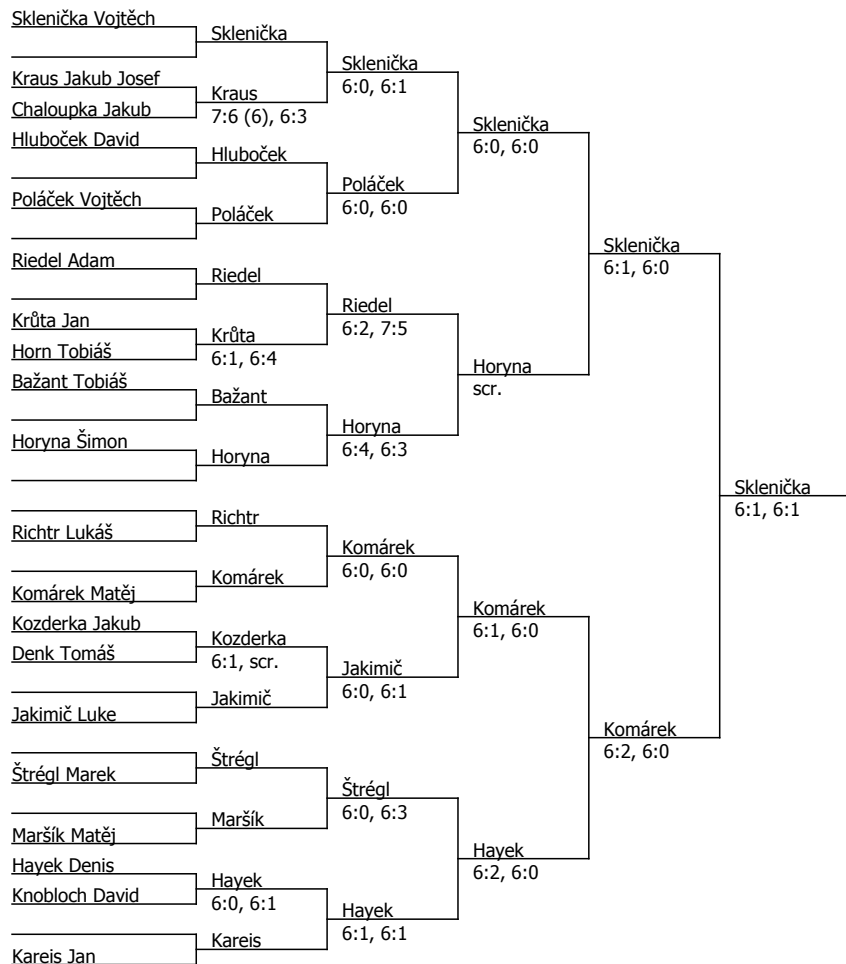 Sklenička Vojtěch
Kraus Jakub Josef
Chaloupka Jakub
Hluboček David
Poláček Vojtěch
Riedel Adam
Krůta Jan
Horn Tobiáš
Bažant Tobiáš
Horyna Šimon
Richtr Lukáš
Komárek Matěj
Kozderka Jakub
Denk Tomáš
Jakimič Luke
Štrégl Marek
Maršík Matěj
Hayek Denis
Knobloch David
Kareis Jan
Sklenička
Kraus
7:6 (6), 6:3
Hluboček
Poláček
Riedel
Krůta
6:1, 6:4
Bažant
Horyna
Richtr
Komárek
Kozderka
6:1, scr.
Jakimič
Štrégl
Maršík
Hayek
6:0, 6:1
Kareis
Sklenička
6:0, 6:1
Poláček
6:0, 6:0
Riedel
6:2, 7:5
Horyna
6:4, 6:3
Komárek
6:0, 6:0
Jakimič
6:0, 6:1
Štrégl
6:0, 6:3
Hayek
6:1, 6:1
Sklenička
6:0, 6:0
Horyna
scr.
Komárek
6:1, 6:0
Hayek
6:2, 6:0
Sklenička
6:1, 6:0
Komárek
6:2, 6:0
Sklenička
6:1, 6:1